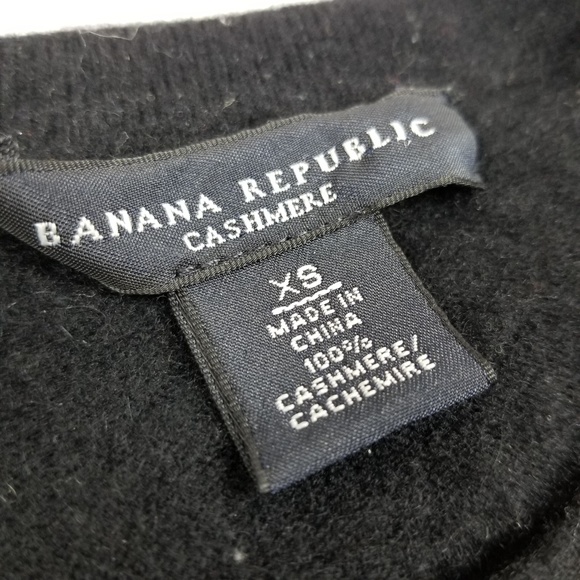 BANANA REPUBLIC
CASHMERE
XS
MADE IN
CHINA
100%
CASHMERE/
CACHEMIRE